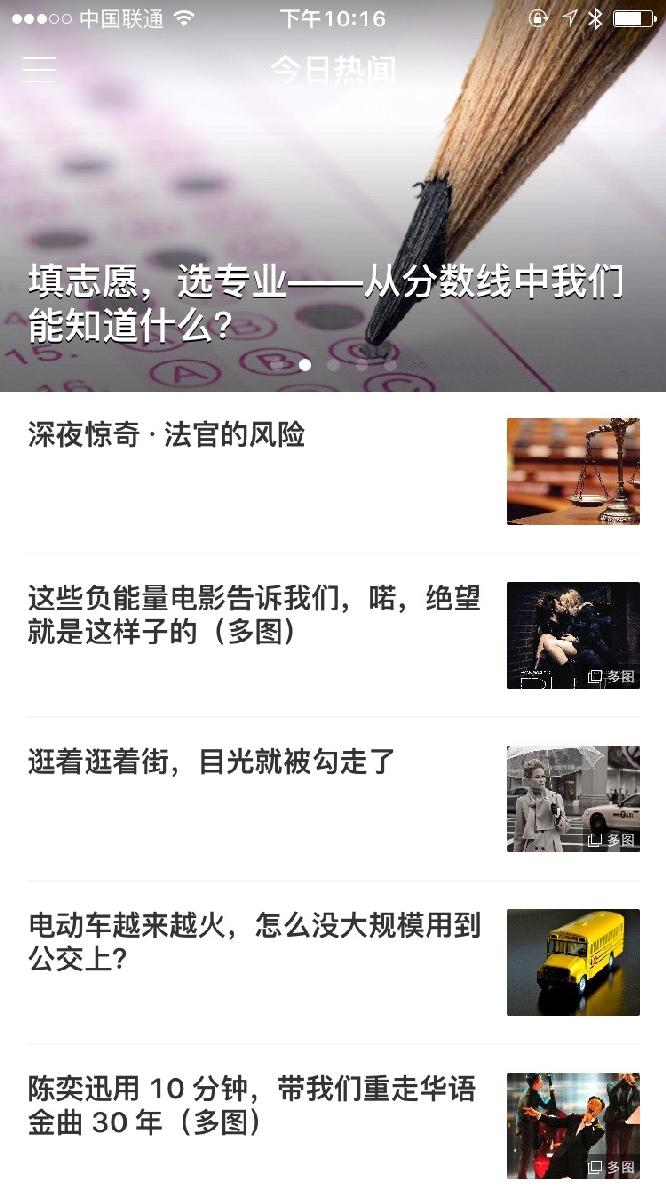 中国联通
下午10:16
今日热闻
填志愿，选专业——从分数线中我们
能知道什么？
15.
A
B
C
深夜惊奇 · 法官的风险
这些负能量电影告诉我们，喏，绝望
就是这样子的（多图）
多图
逛着逛着街，目光就被勾走了
多图
电动车越来越火，怎么没大规模用到
公交上？
陈奕迅用 10 分钟，带我们重走华语
金曲 30 年（多图）
多图